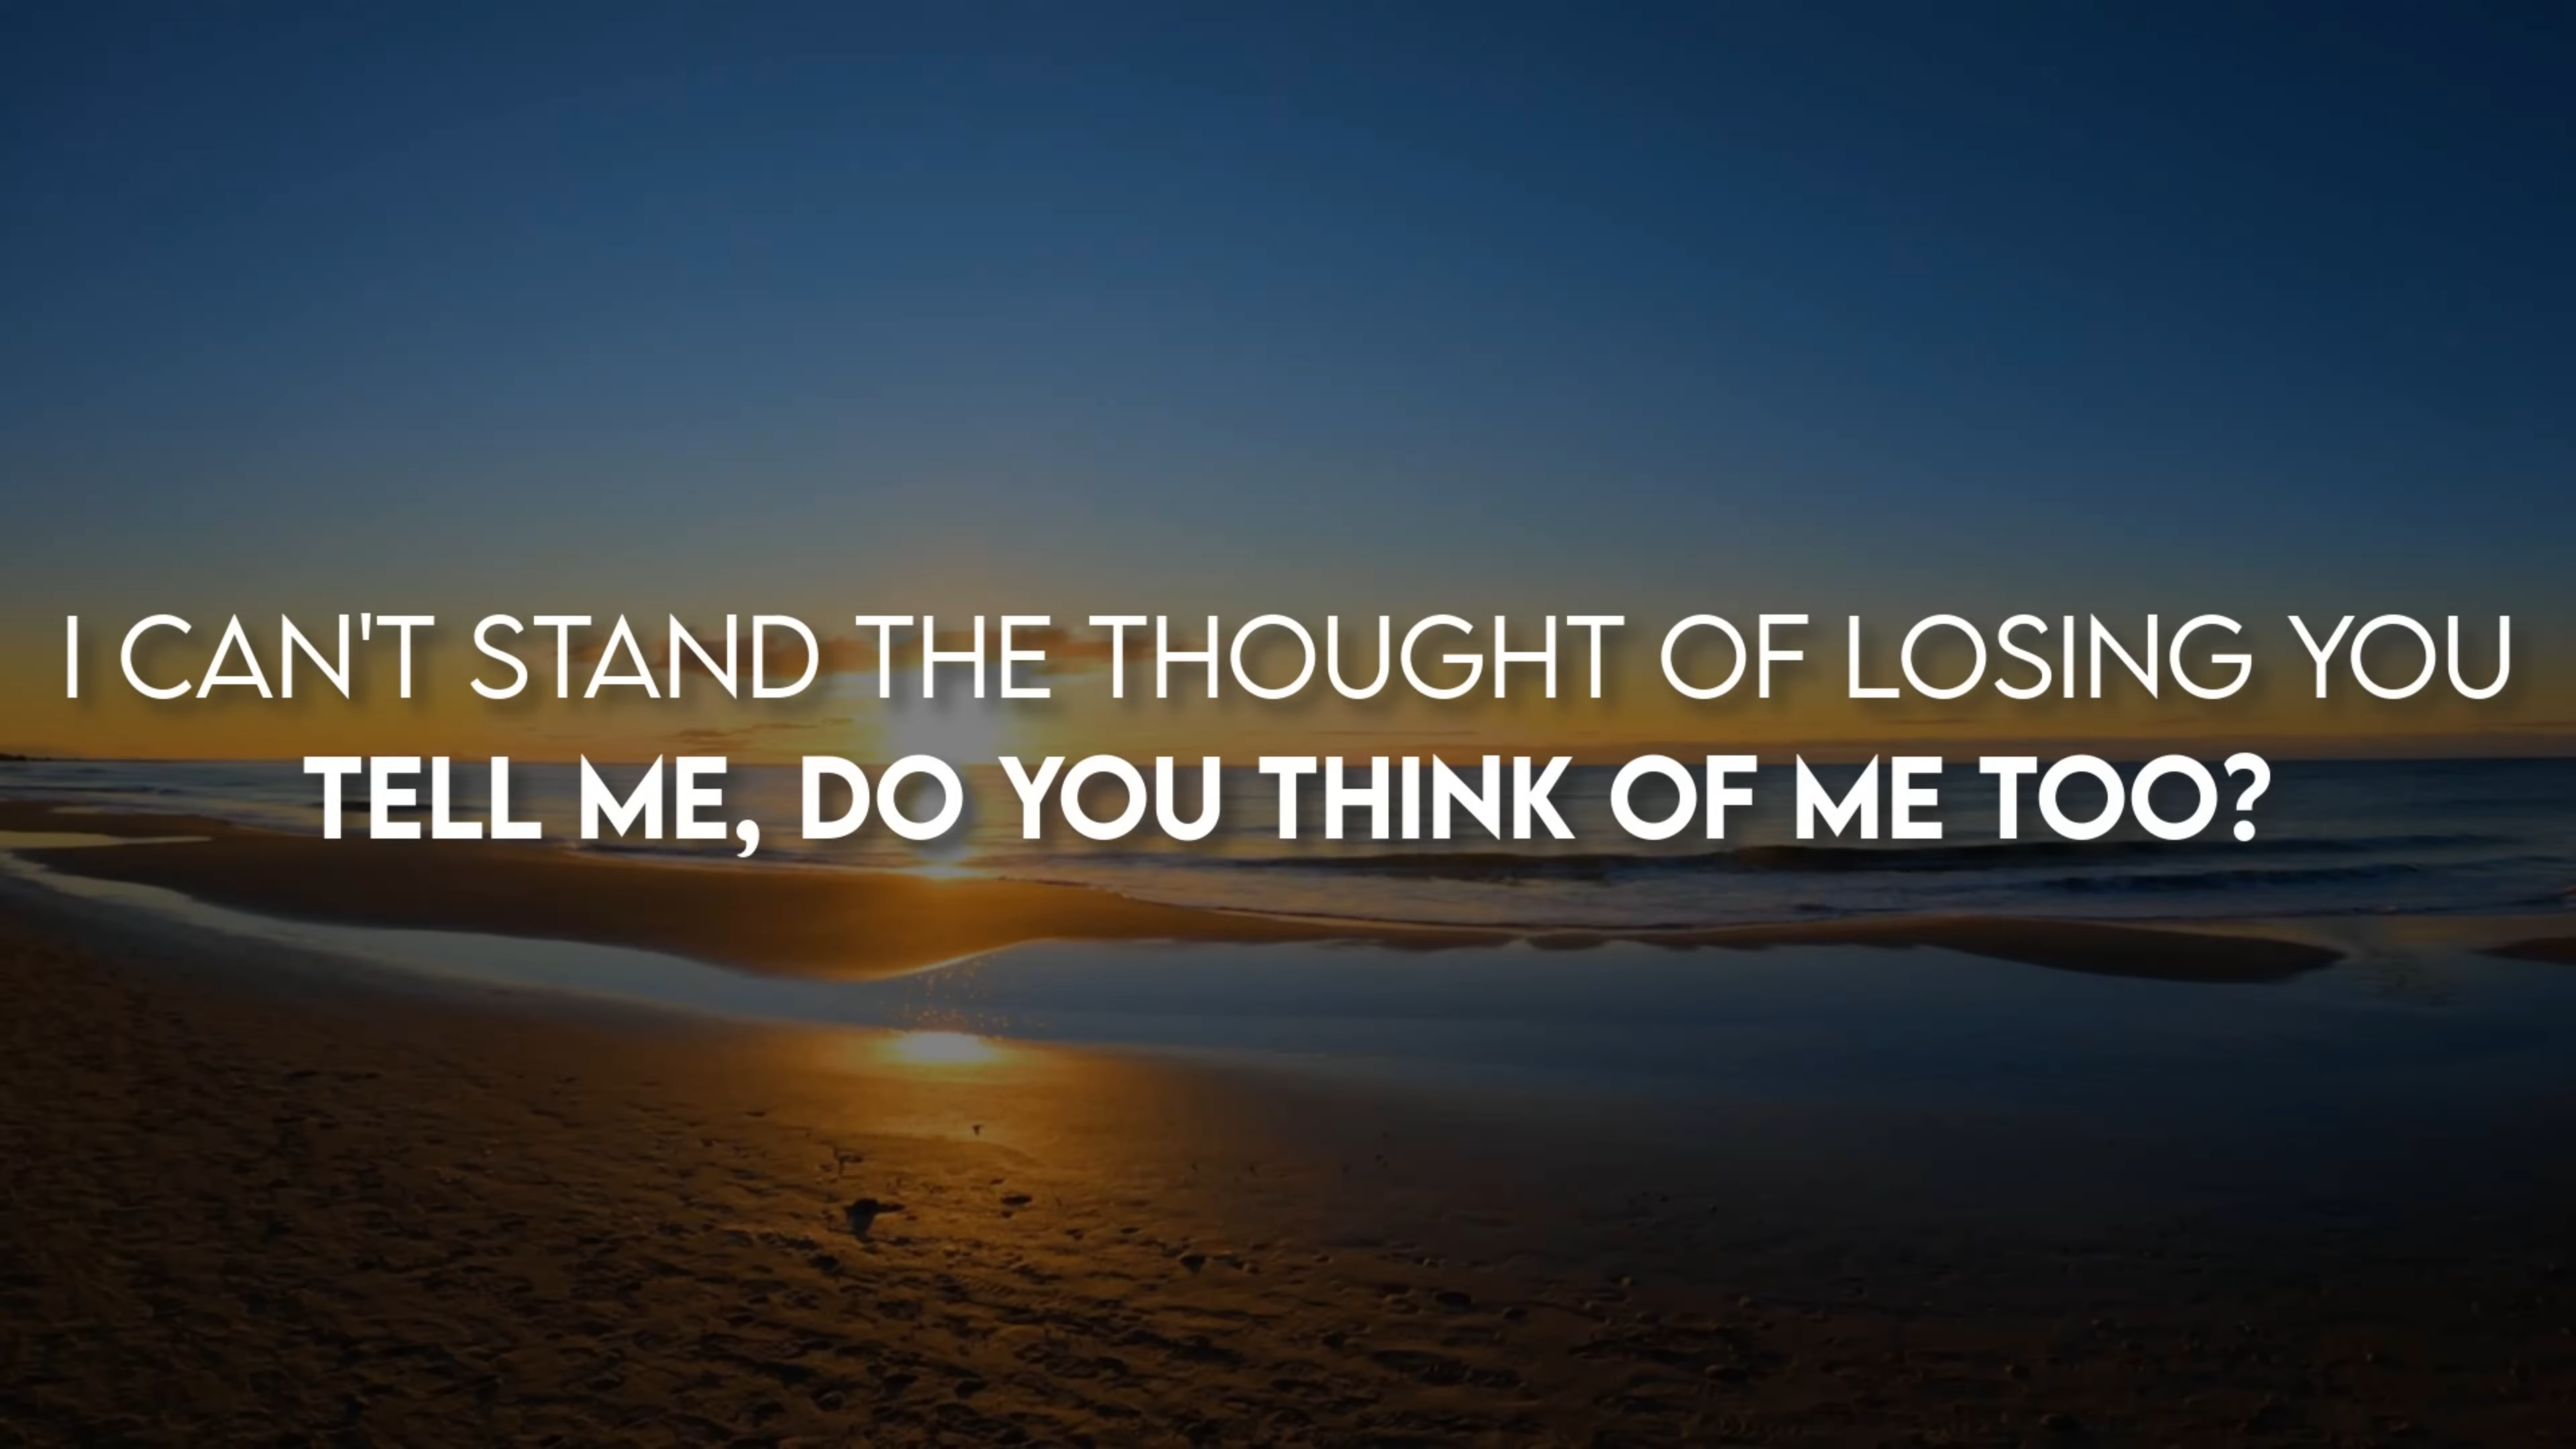 I CAN'T STAND THE THOUGHT OF LOSING YOU
TELL ME, DO YOU THINK OF ME TOO?